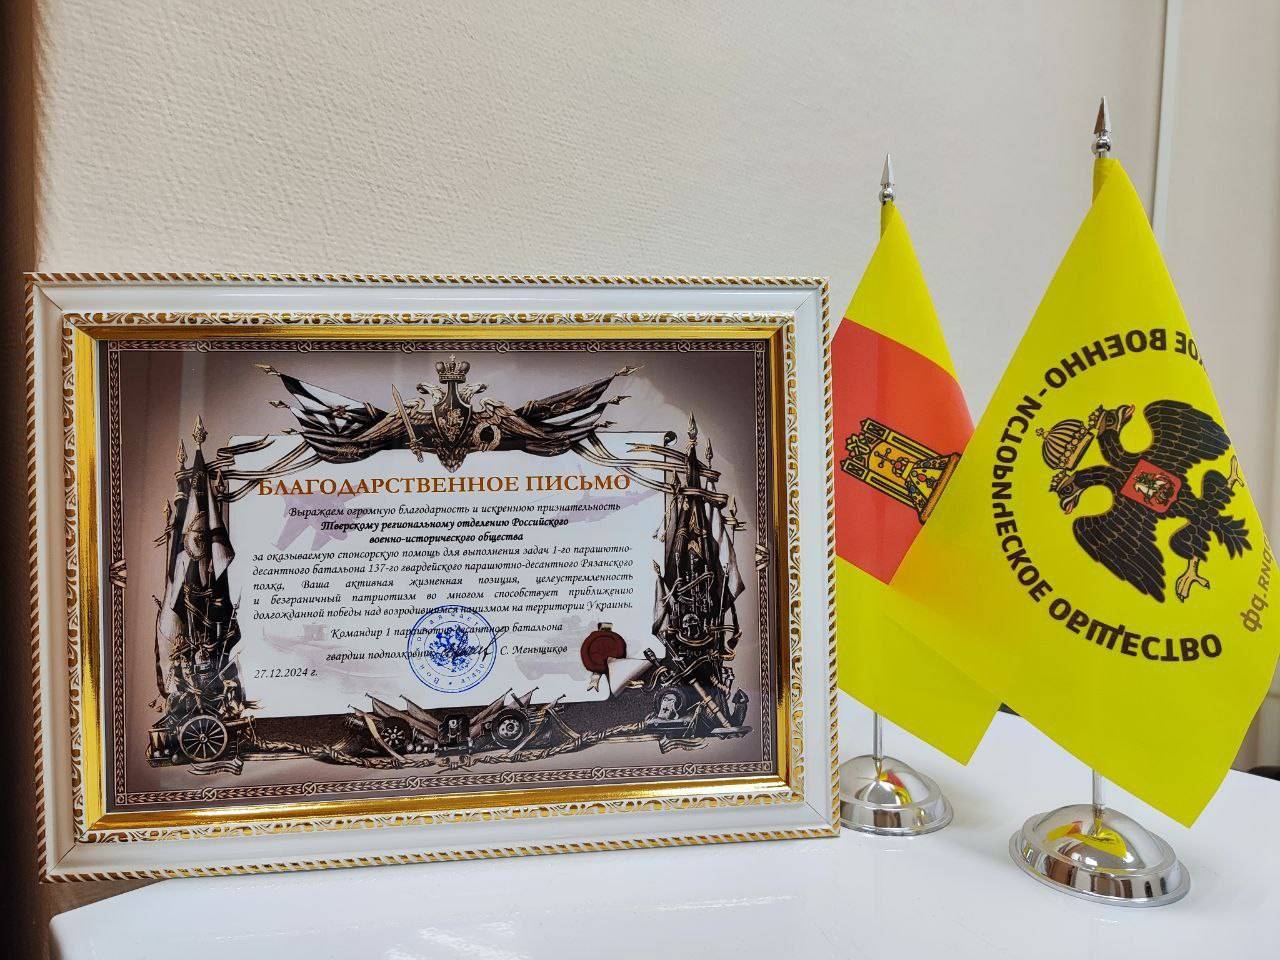 БЛАГОДАРСТВЕННОЕ ПИСЬМО
Выражаем огромную благодарность и искреннюю признательность
Тверскому региональному отделению Российского
военно-исторического общества
за оказываемую спонсорскую помощь для выполнения задач 1-го парашютно-
десантного батальона 137-го гвардейского парашютно-десантного Рязанского
полка, Ваша активная жизненная позиция, целеустремленность
и безграничный патриотизм во многом способствует приближению
долгожданной победы над возродившимся нацизмом на территории Украины.
Командир 1 парашютно-десантного батальона
гвардии подполковник С. Меньщиков
27.12.2024 г.
ВОЕННО-ИСТОРИЧЕСКОЕ ОБЩЕСТВО